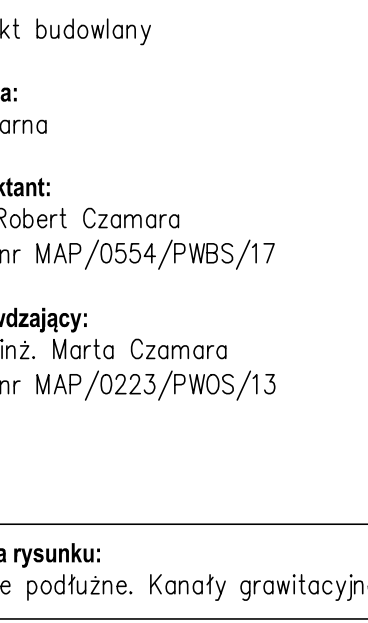 kt budowlany
a:
arna
ktant:
Robert Czamara
nr MAP/0554/PWBS/17
wdzający:
inż. Marta Czamara
nr MAP/0223/PWOS/13
a rysunku:
e podłużne. Kanały grawitacyjn